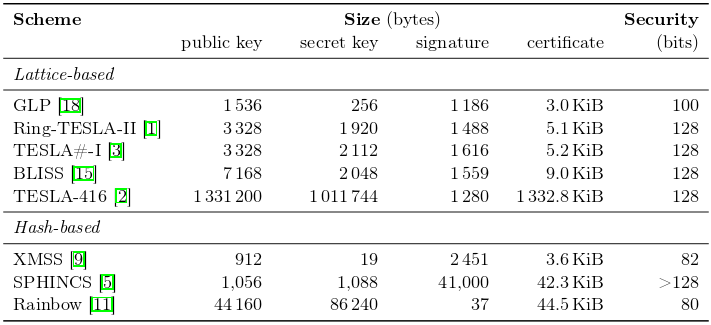 Scheme Size (bytes) Security
public key secret key signature certificate (bits)
Lattice-based
GLP [18] 1 536 256 1 186 3.0 KiB 100
Ring-TESLA-II [1] 3 328 1 920 1 488 5.1 KiB 128
TESLA#-I [3] 3 328 2 112 1 616 5.2 KiB 128
BLISS [15] 7 168 2 048 1 559 9.0 KiB 128
TESLA-416 [2] 1 331 200 1 011 744 1 280 1 332.8 KiB 128
Hash-based
XMSS [9] 912 19 2 451 3.6 KiB 82
SPHINCS [5] 1,056 1,088 41,000 42.3 KiB >128
Rainbow [11] 44 160 86 240 37 44.5 KiB 80